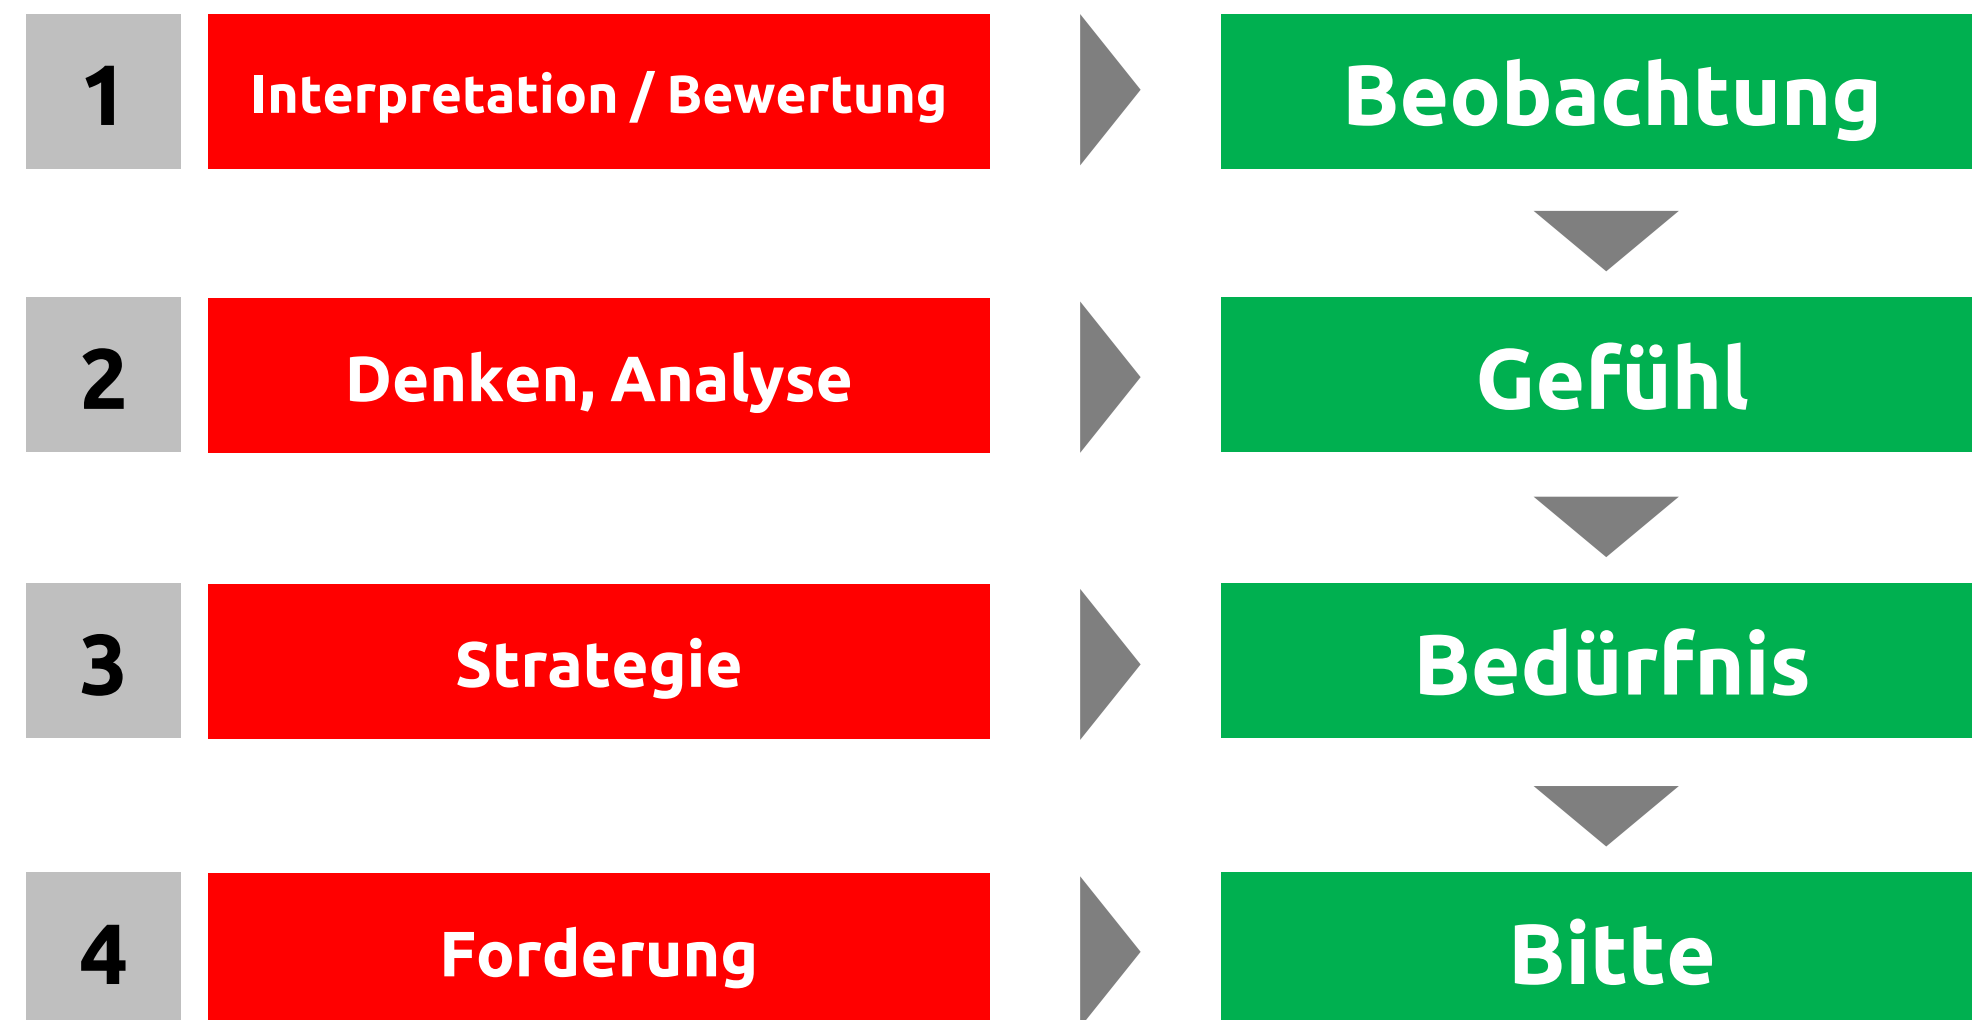 1
Interpretation / Bewertung
Beobachtung
2
Denken, Analyse
Gefühl
3
Strategie
Bedürfnis
4
Forderung
Bitte